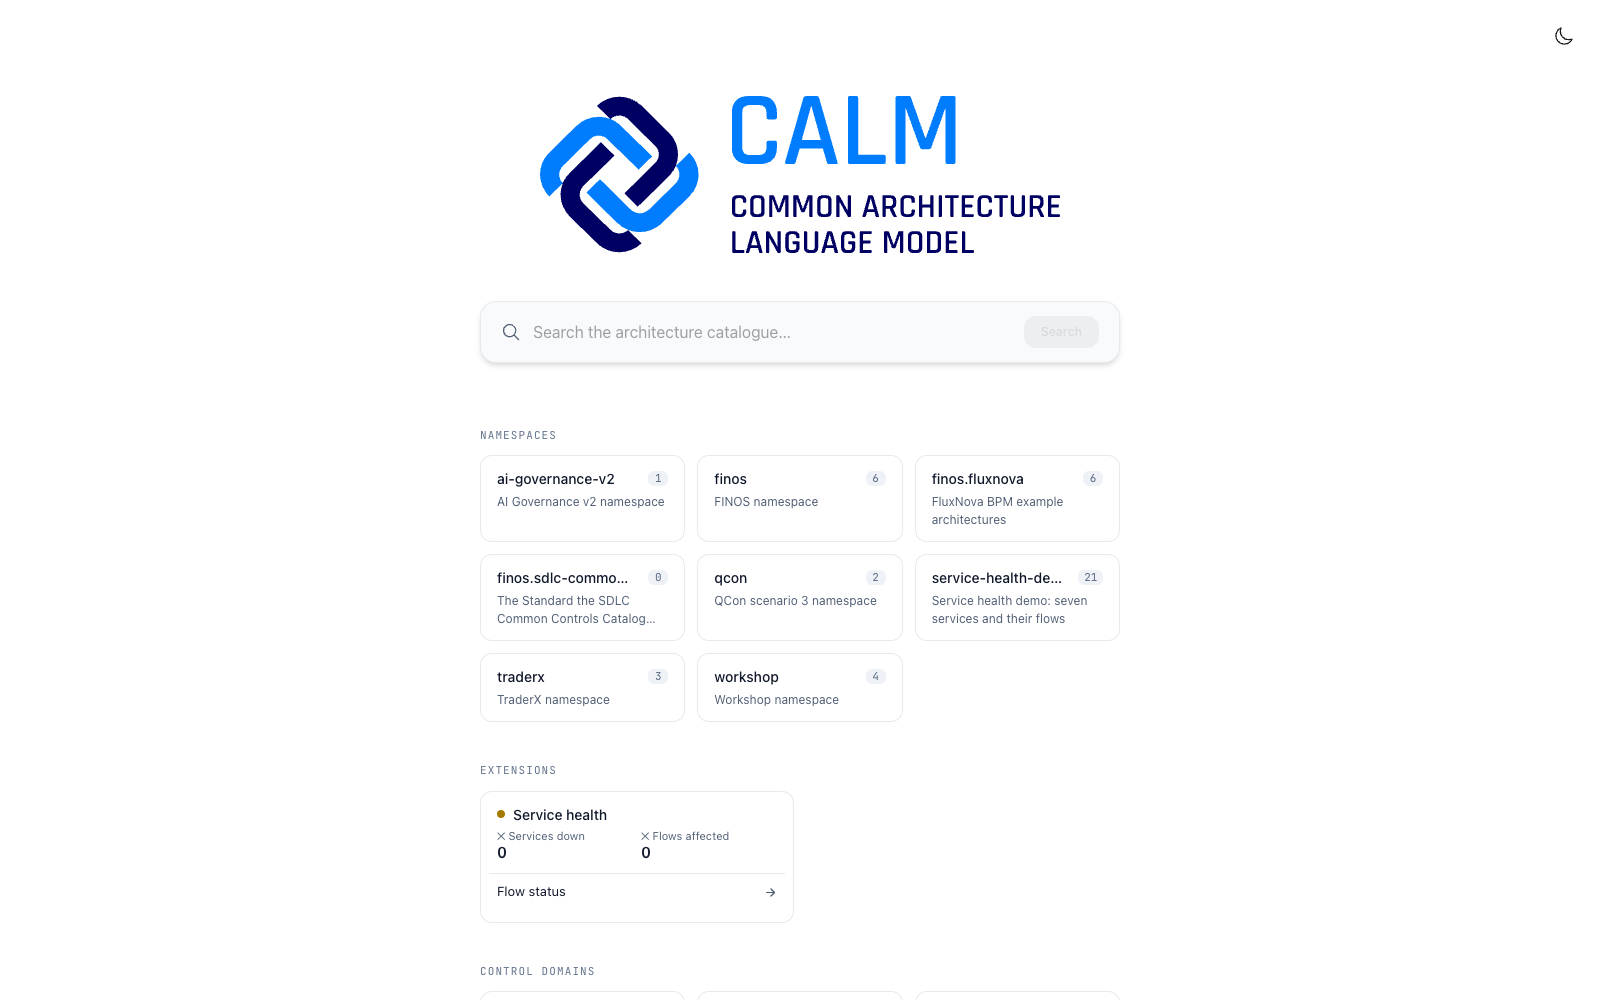 CALM
COMMON ARCHITECTURE
LANGUAGE MODEL
Search the architecture catalogue...
Search
NAMESPACES
ai-governance-v2 1
AI Governance v2 namespace
finos 6
FINOS namespace
finos.fluxnova 6
FluxNova BPM example
architectures
finos.sdlc-commo... 0
The Standard the SDLC
Common Controls Catalog...
qcon 2
QCon scenario 3 namespace
service-health-de... 21
Service health demo: seven
services and their flows
traderx 3
TraderX namespace
workshop 4
Workshop namespace
EXTENSIONS
Service health
Services down Flows affected
0 0
Flow status
CONTROL DOMAINS